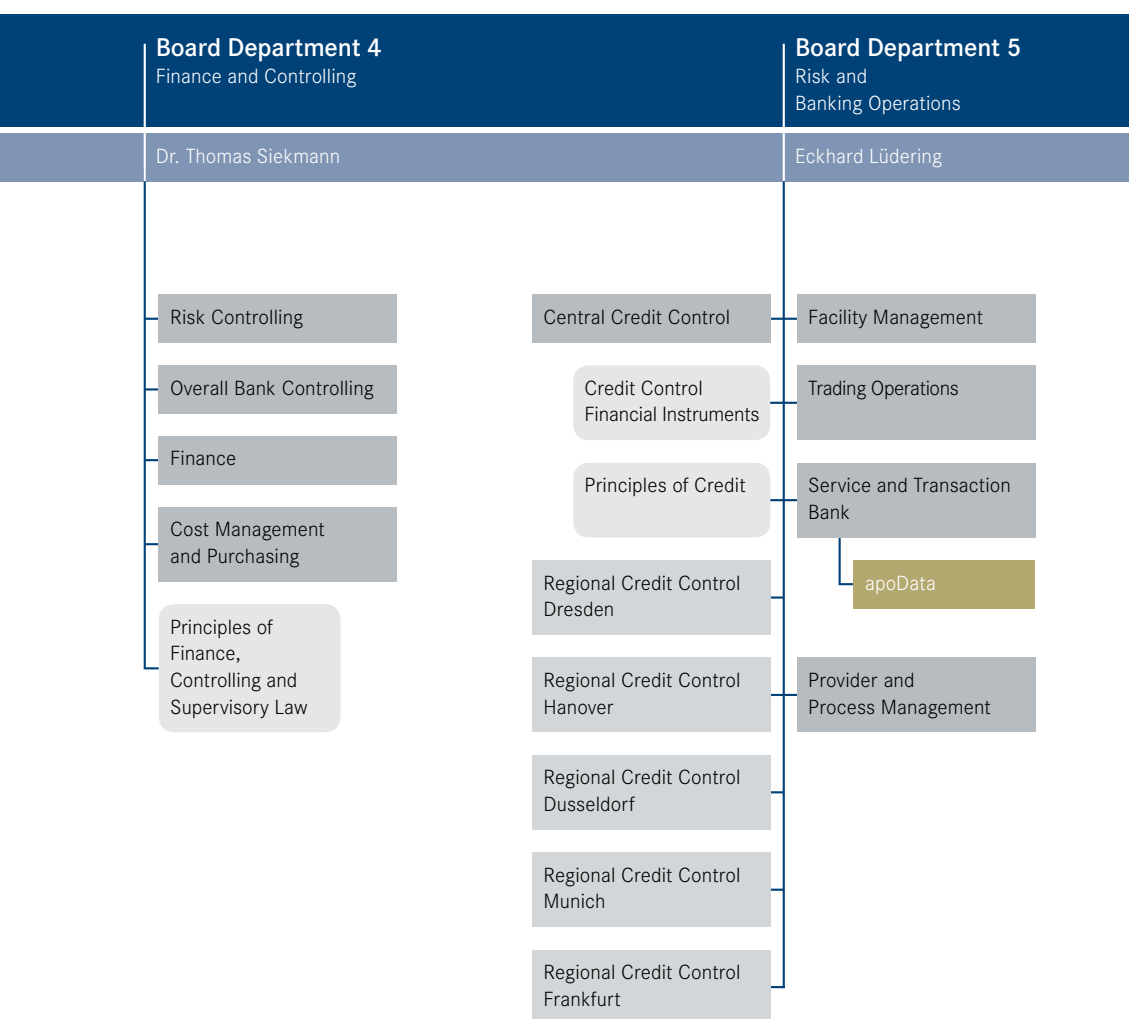 Board Department 4
Finance and Controlling
Dr. Thomas Siekmann
Risk Controlling
Overall Bank Controlling
Finance
Cost Management
and Purchasing
Principles of
Finance,
Controlling and
Supervisory Law
Board Department 5
Risk and
Banking Operations
Eckhard Lüdering
Central Credit Control
Credit Control
Financial Instruments
Principles of Credit
Regional Credit Control
Dresden
Regional Credit Control
Hanover
Regional Credit Control
Dusseldorf
Regional Credit Control
Munich
Regional Credit Control
Frankfurt
Facility Management
Trading Operations
Service and Transaction
Bank
apoData
Provider and
Process Management